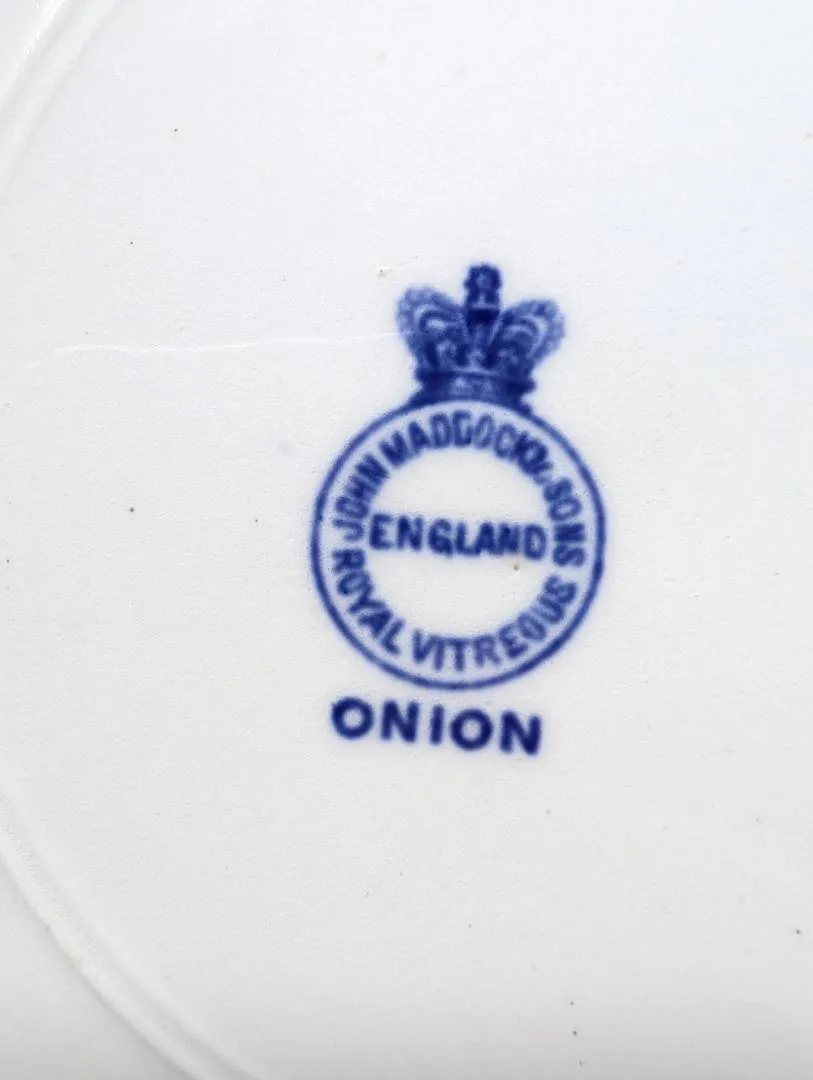 JOHN MADDOCK & SONS
ENGLAND
ROYAL VITREOUS
ONION